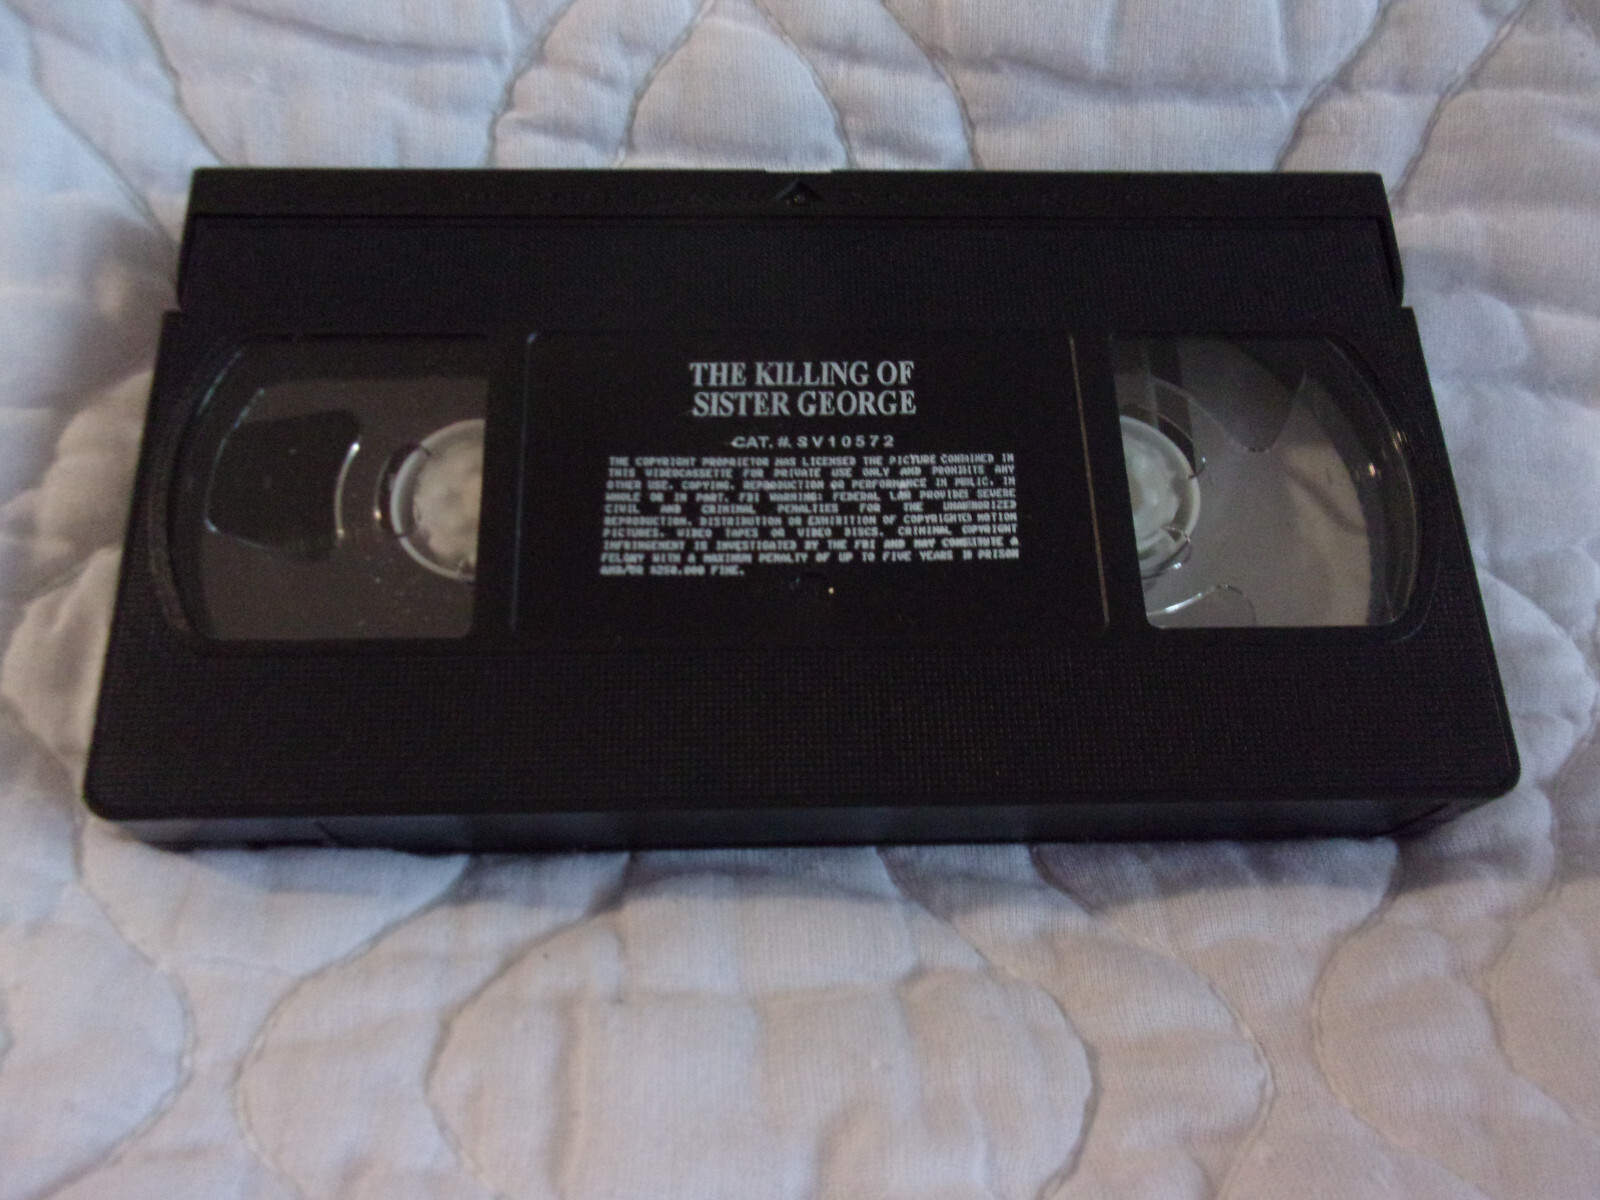 THE KILLING OF
SISTER GEORGE
CAT. # SV10572
THE COPYRIGHT PROPRIETOR HAS LICENSED THE PICTURE CONTAINED IN
THIS VIDEOCASSETTE FOR PRIVATE USE ONLY AND PROHIBITS ANY
OTHER USE, COPYING, REPRODUCTION OR PERFORMANCE IN PUBLIC, IN
WHOLE OR IN PART. FBI WARNING: FEDERAL LAW PROVIDES SEVERE
CIVIL AND CRIMINAL PENALTIES FOR THE UNAUTHORIZED
REPRODUCTION, DISTRIBUTION OR EXHIBITION OF COPYRIGHTED MOTION
PICTURES, VIDEO TAPES OR VIDEO DISCS. CRIMINAL COPYRIGHT
INFRINGEMENT IS INVESTIGATED BY THE FBI AND MAY CONSTITUTE A
FELONY WITH A MAXIMUM PENALTY OF UP TO FIVE YEARS IN PRISON
AND/OR $250,000 FINE.